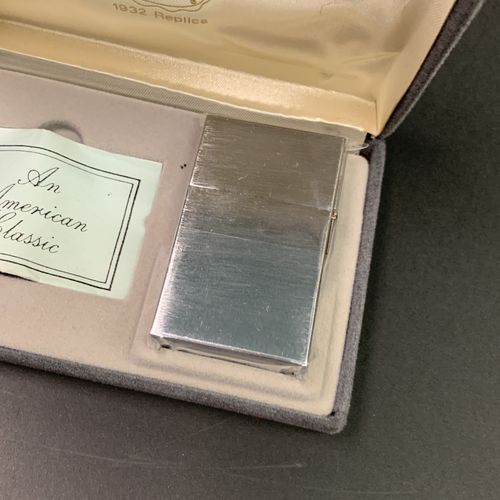 1932 Replica
An
American
Classic